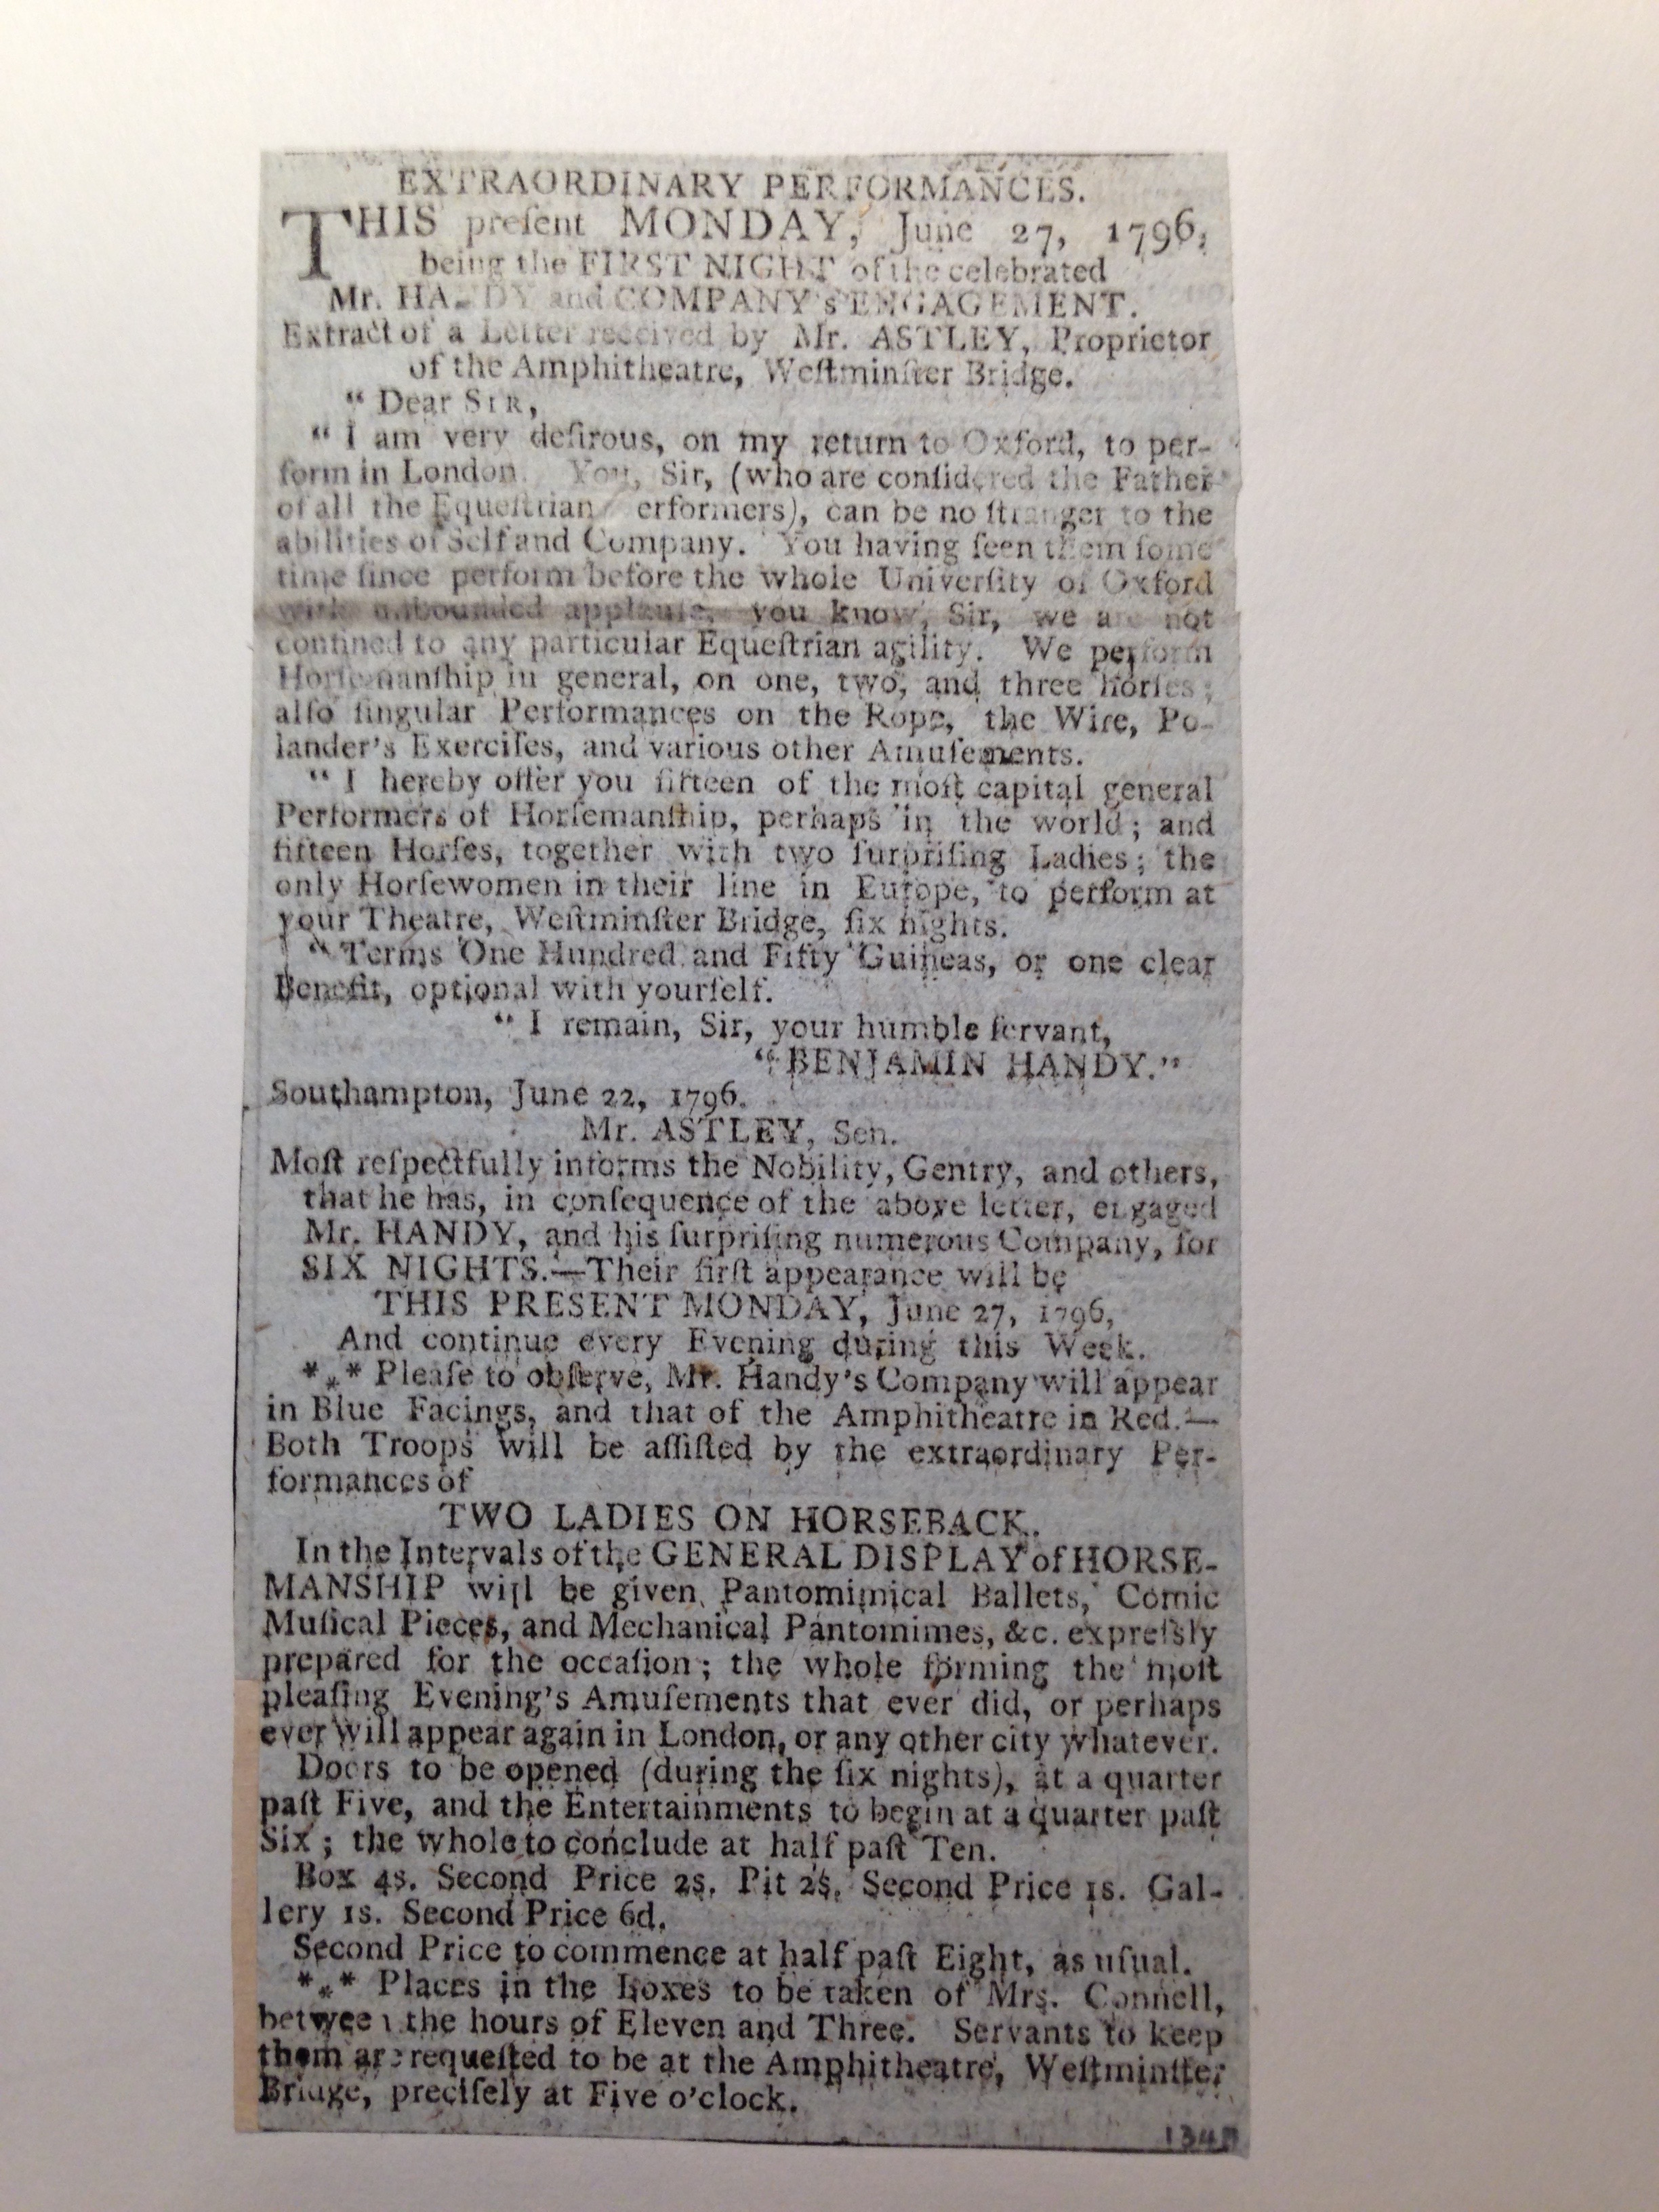 EXTRAORDINARY PERFORMANCES.
THIS preſent MONDAY, June 27, 1796,
being the FIRST NIGHT of the celebrated
Mr. HANDY and COMPANY's ENGAGEMENT.
Extract of a Letter received by Mr. ASTLEY, Proprietor
of the Amphitheatre, Weſtminſter Bridge.
“ Dear SIR,
“ I am very deſirous, on my return to Oxford, to per-
form in London. You, Sir, (who are conſidered the Father
of all the Equeſtrian erformers), can be no ſtranger to the
abilities of Self and Company. You having ſeen them ſome
time ſince perform before the whole Univerſity of Oxford
with unbounded applauſe, you know, Sir, we are not
confined to any particular Equeſtrian agility. We perform
Horſemanſhip in general, on one, two, and three horſes;
alſo ſingular Performances on the Rope, the Wire, Po-
lander's Exerciſes, and various other Amuſements.
“ I hereby offer you fifteen of the moſt capital general
Performers of Horſemanſhip, perhaps in the world; and
fifteen Horſes, together with two ſurpriſing Ladies; the
only Horſewomen in their line in Europe, to perform at
your Theatre, Weſtminſter Bridge, ſix nights.
“ Terms One Hundred and Fifty Guineas, or one clear
Benefit, optional with yourſelf.
“ I remain, Sir, your humble ſervant,
“ BENJAMIN HANDY.”
Southampton, June 22, 1796.
Mr. ASTLEY, Sen.
Moſt reſpectfully informs the Nobility, Gentry, and others,
that he has, in conſequence of the above letter, engaged
Mr. HANDY, and his ſurpriſing numerous Company, for
SIX NIGHTS.—Their firſt appearance will be
THIS PRESENT MONDAY, June 27, 1796,
And continue every Evening during this Week.
*⁎* Pleaſe to obſerve, Mr. Handy's Company will appear
in Blue Facings, and that of the Amphitheatre in Red.—
Both Troops will be aſſiſted by the extraordinary Per-
formances of
TWO LADIES ON HORSEBACK.
In the Intervals of the GENERAL DISPLAY of HORSE-
MANSHIP will be given Pantomimical Ballets, Comic
Muſical Pieces, and Mechanical Pantomimes, &c. expreſsly
prepared for the occaſion; the whole forming the moſt
pleaſing Evening's Amuſements that ever did, or perhaps
ever will appear again in London, or any other city whatever.
Doors to be opened (during the ſix nights), at a quarter
paſt Five, and the Entertainments to begin at a quarter paſt
Six; the whole to conclude at half paſt Ten.
Box 4s. Second Price 2s. Pit 2s. Second Price 1s. Gal-
lery 1s. Second Price 6d.
Second Price to commence at half paſt Eight, as uſual.
*⁎* Places in the Boxes to be taken of Mrs. Connell,
between the hours of Eleven and Three. Servants to keep
them are requeſted to be at the Amphitheatre, Weſtminſter
Bridge, preciſely at Five o'clock.